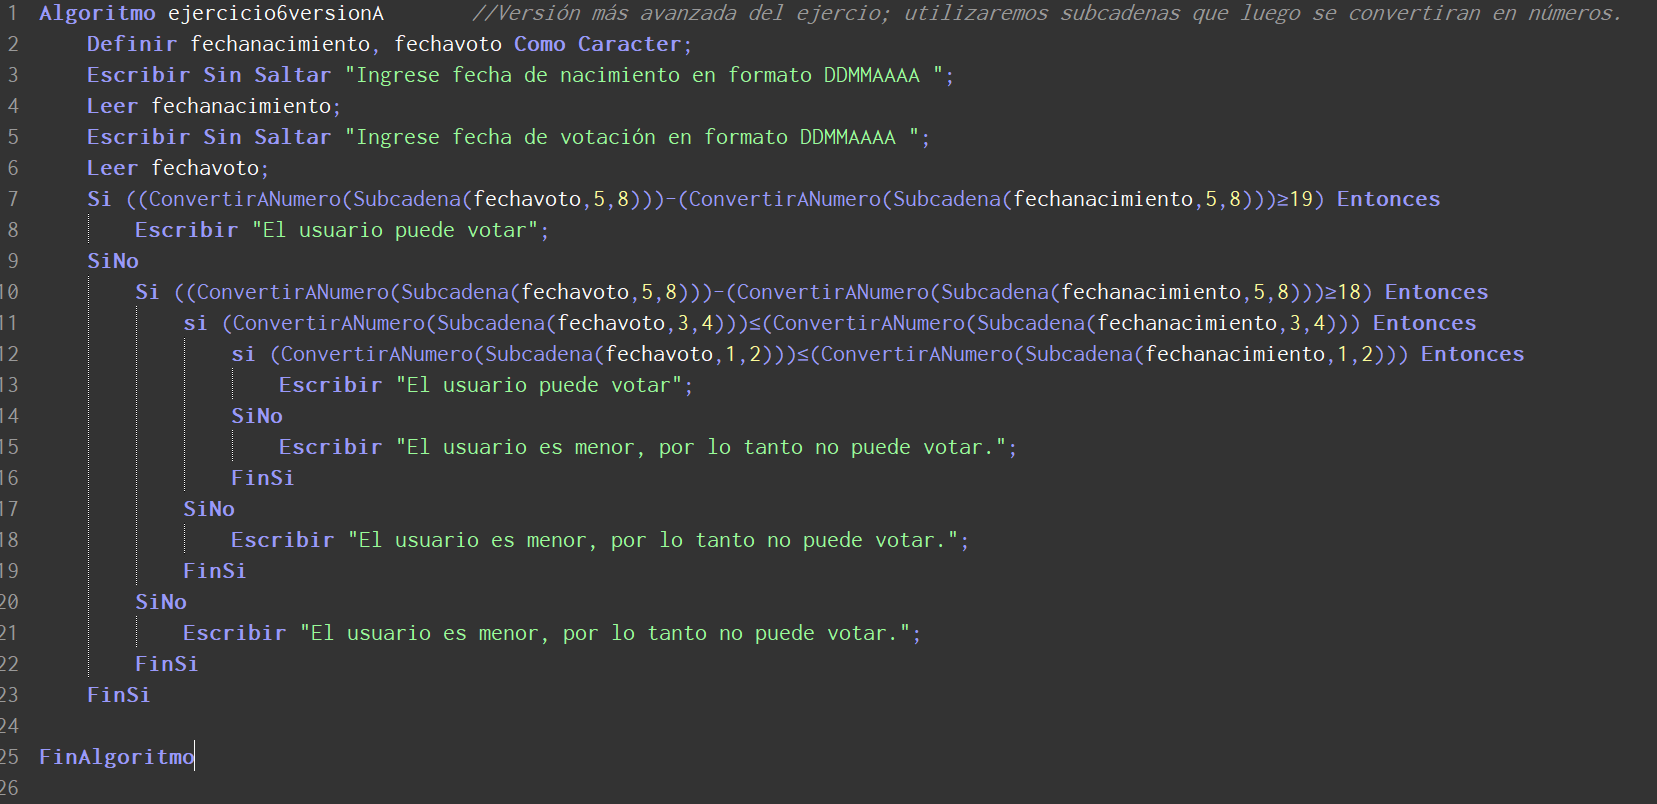 1 Algoritmo ejercicio6versionA //Versión más avanzada del ejercio; utilizaremos subcadenas que luego se convertiran en números.
2 Definir fechanacimiento, fechavoto Como Caracter;
3 Escribir Sin Saltar "Ingrese fecha de nacimiento en formato DDMMAAAA ";
4 Leer fechanacimiento;
5 Escribir Sin Saltar "Ingrese fecha de votación en formato DDMMAAAA ";
6 Leer fechavoto;
7 Si ((ConvertirANumero(Subcadena(fechavoto,5,8)))-(ConvertirANumero(Subcadena(fechanacimiento,5,8)))≥19) Entonces
8 Escribir "El usuario puede votar";
9 SiNo
10 Si ((ConvertirANumero(Subcadena(fechavoto,5,8)))-(ConvertirANumero(Subcadena(fechanacimiento,5,8)))≥18) Entonces
11 si (ConvertirANumero(Subcadena(fechavoto,3,4)))≤(ConvertirANumero(Subcadena(fechanacimiento,3,4))) Entonces
12 si (ConvertirANumero(Subcadena(fechavoto,1,2)))≤(ConvertirANumero(Subcadena(fechanacimiento,1,2))) Entonces
13 Escribir "El usuario puede votar";
14 SiNo
15 Escribir "El usuario es menor, por lo tanto no puede votar.";
16 FinSi
17 SiNo
18 Escribir "El usuario es menor, por lo tanto no puede votar.";
19 FinSi
20 SiNo
21 Escribir "El usuario es menor, por lo tanto no puede votar.";
22 FinSi
23 FinSi
24
25 FinAlgoritmo
26